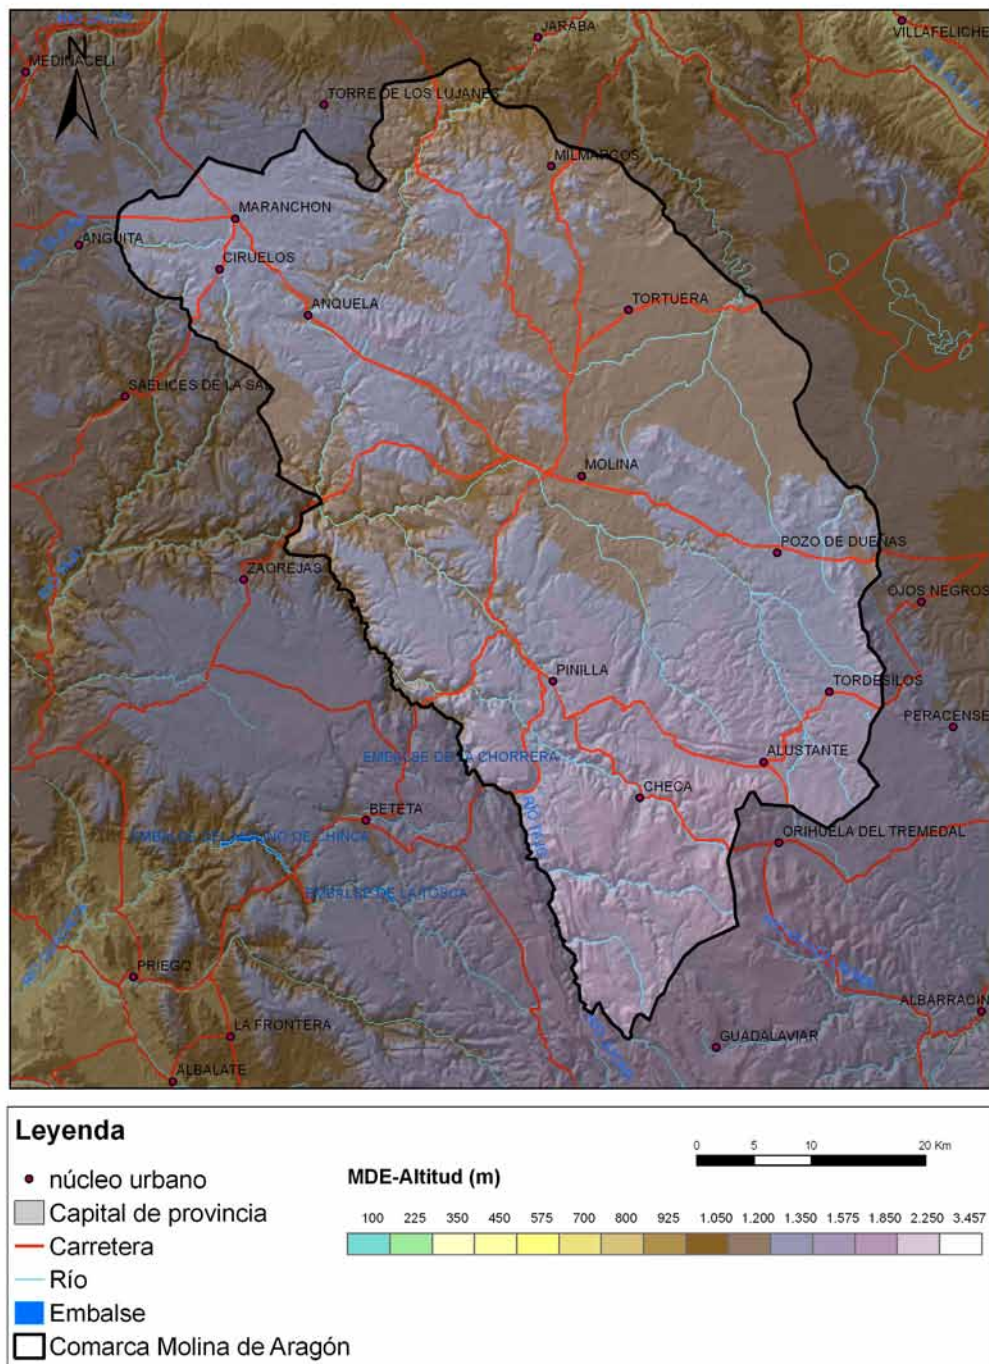 JARABA
VILLAFELICHE
N
MEDINACELI
TORRE DE LOS LUJANES
MILMARCOS
MARANCHON
ANGUITA
CIRUELOS
ANQUELA
TORTUERA
SAELICES DE LA SAL
MOLINA
POZO DE DUEÑAS
ZAOREJAS
OJOS NEGROS
PINILLA
TORDESILOS
PERACENSE
EMBALSE DE LA CHORRERA
ALUSTANTE
CHECA
BETETA
ORIHUELA DEL TREMEDAL
EMBALSE DE LA TOSCA
PRIEGO
ALBARRACIN
LA FRONTERA
GUADALAVIAR
ALBALATE
Leyenda
núcleo urbano
Capital de provincia
Carretera
Río
Embalse
Comarca Molina de Aragón
MDE-Altitud (m)
0 5 10 20 Km
100 225 350 450 575 700 800 925 1.050 1.200 1.350 1.575 1.850 2.250 3.457